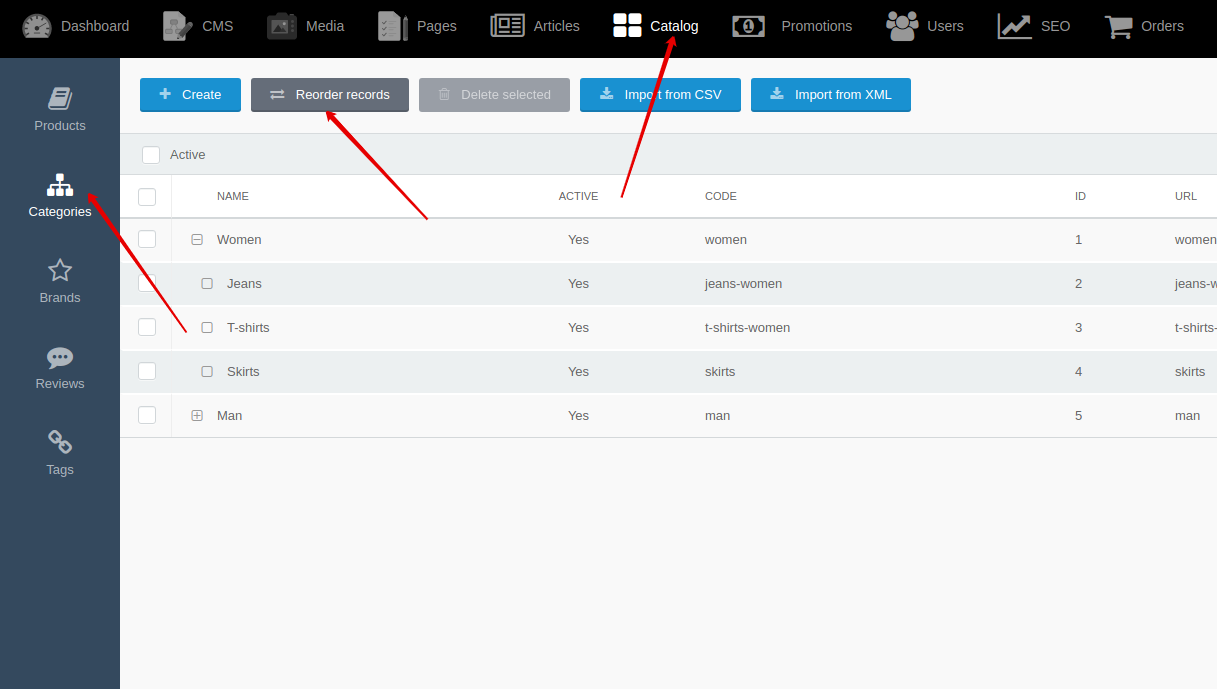 Dashboard CMS Media Pages Articles Catalog Promotions Users SEO Orders
Products
Categories
Brands
Reviews
Tags
Create Reorder records Delete selected Import from CSV Import from XML
Active
NAME ACTIVE CODE ID URL
Women Yes women 1 women
Jeans Yes jeans-women 2 jeans-w
T-shirts Yes t-shirts-women 3 t-shirts-
Skirts Yes skirts 4 skirts
Man Yes man 5 man